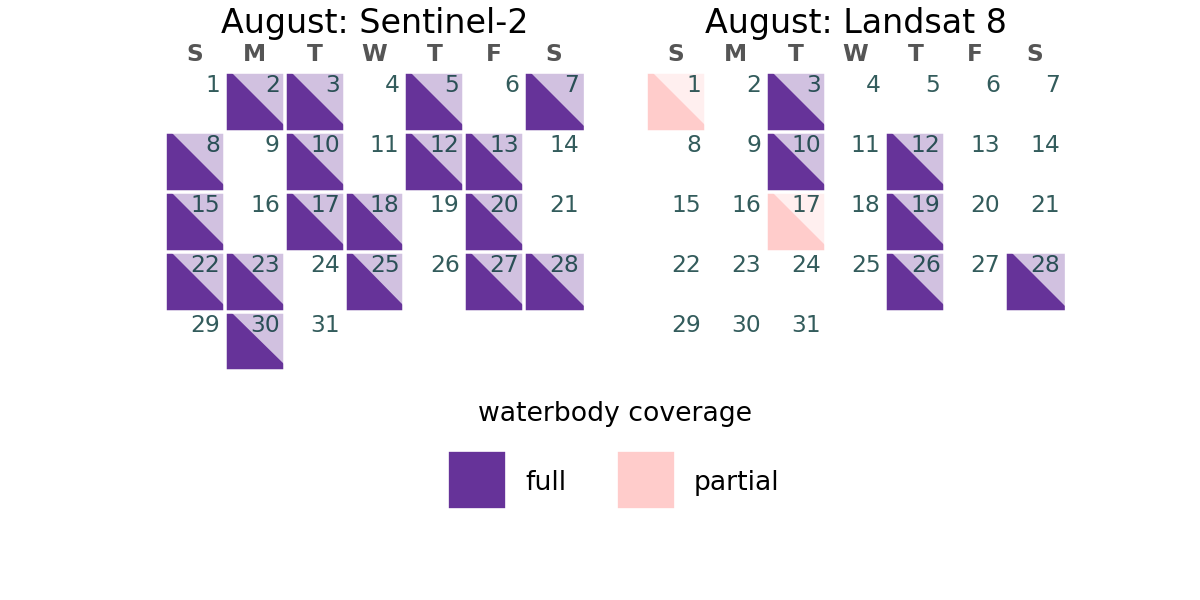 August: Sentinel-2
S M T W T F S
1 2 3 4 5 6 7
8 9 10 11 12 13 14
15 16 17 18 19 20 21
22 23 24 25 26 27 28
29 30 31
August: Landsat 8
S M T W T F S
1 2 3 4 5 6 7
8 9 10 11 12 13 14
15 16 17 18 19 20 21
22 23 24 25 26 27 28
29 30 31
waterbody coverage
full
partial